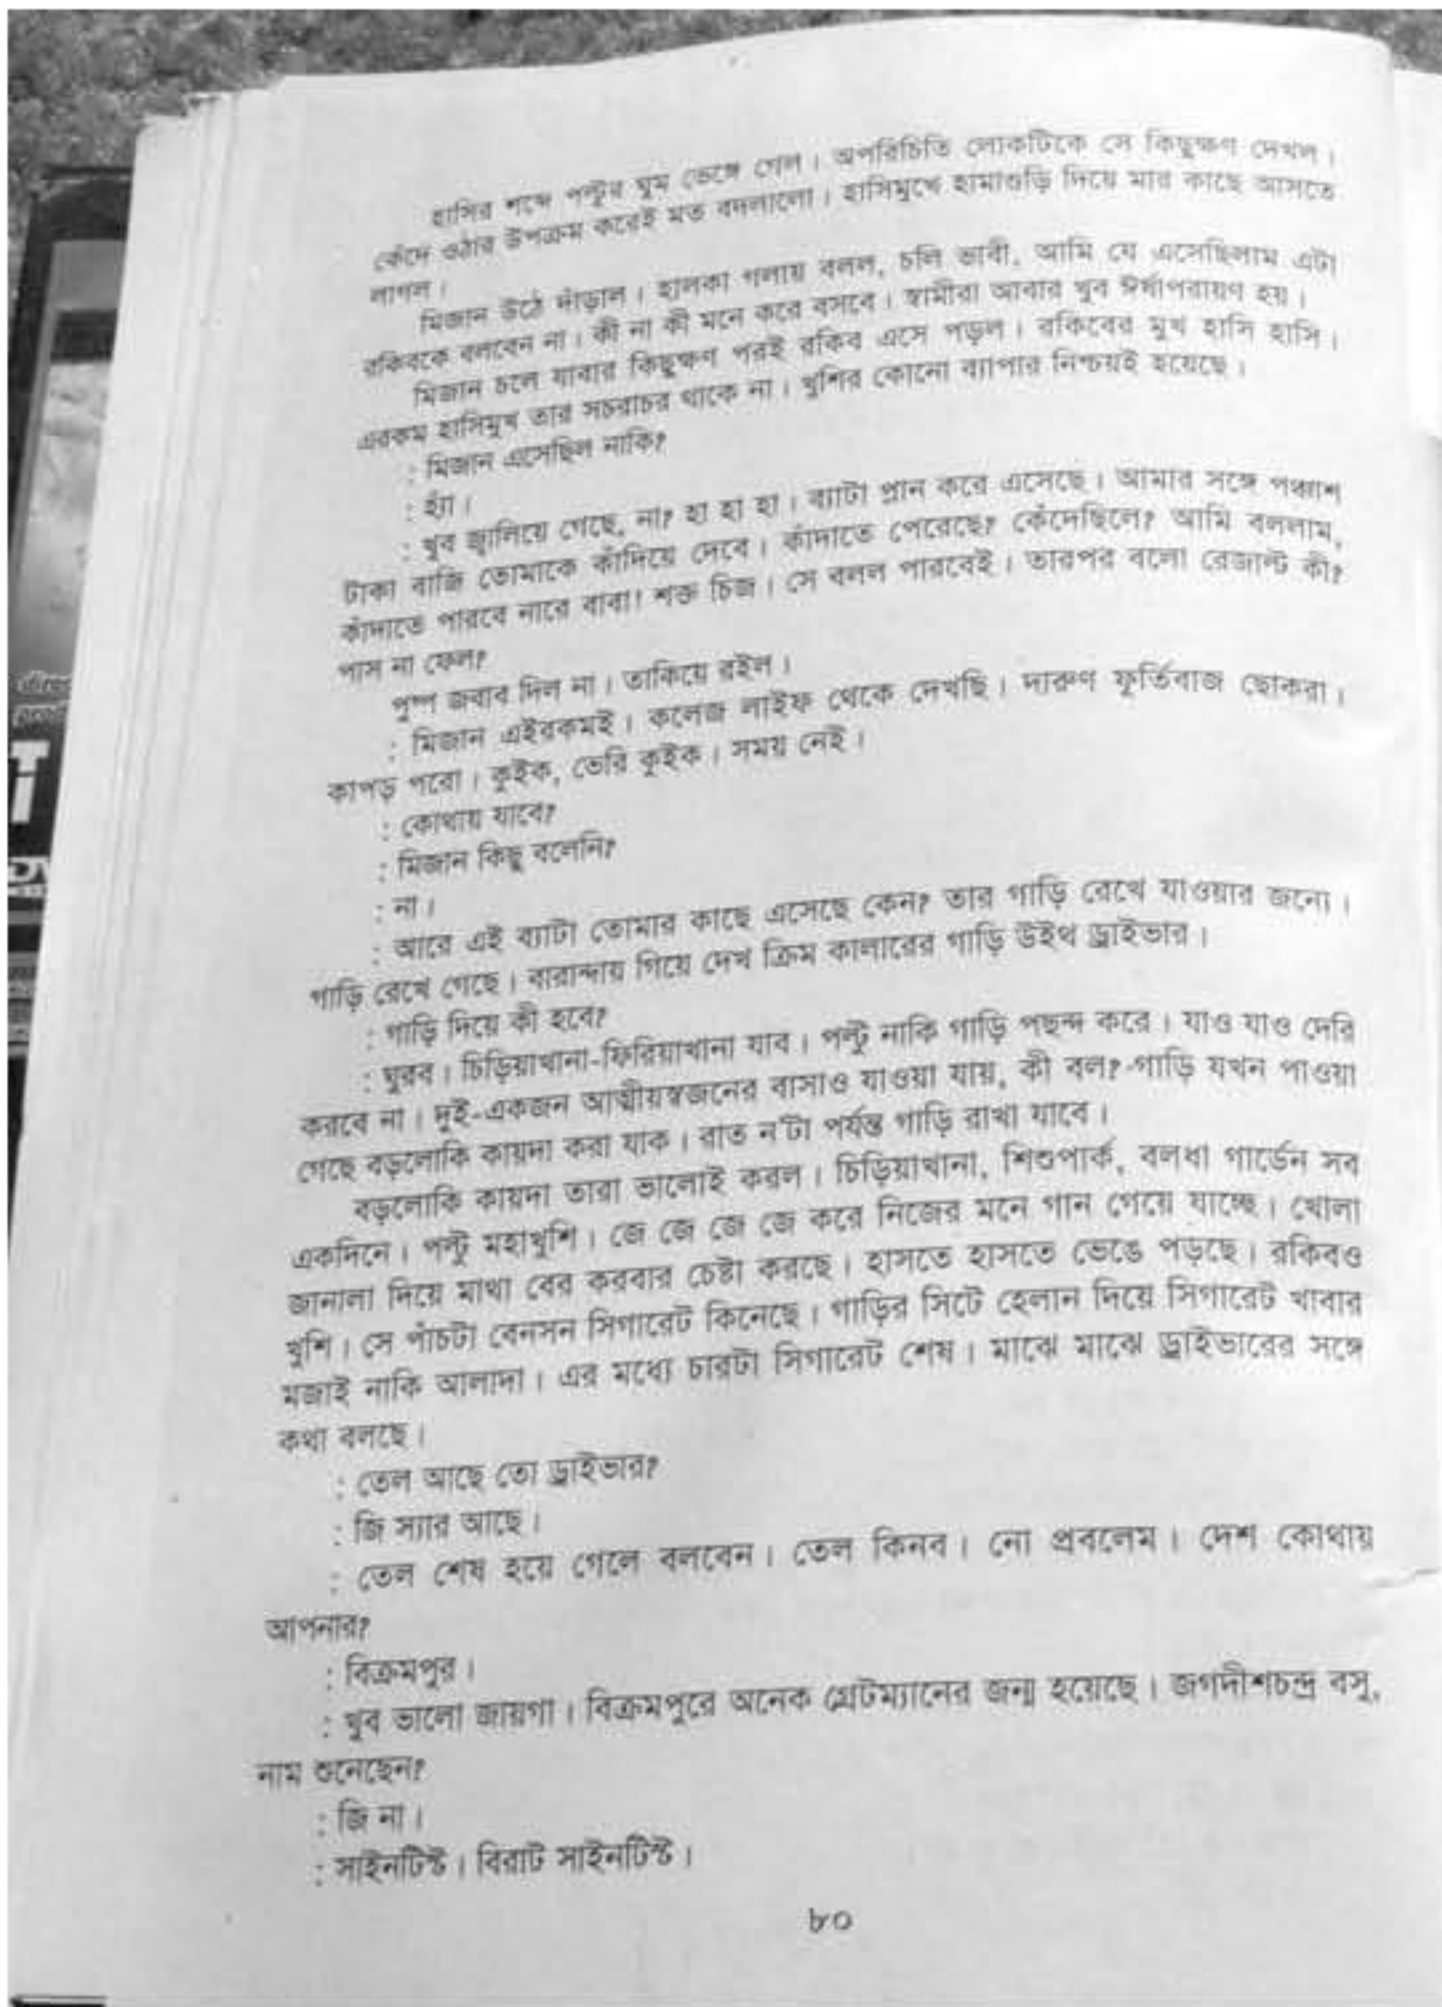 হাসির শব্দে পল্টুর ঘুম ভেঙ্গে গেল। অপরিচিতি লোকটিকে সে কিছুক্ষণ দেখল।
কেঁদে ওঠার উপক্রম করেই মত বদলালো। হাসিমুখে হামাগুড়ি দিয়ে মার কাছে আসতে
লাগল।
মিজান উঠে দাঁড়াল। হালকা গলায় বলল, চলি ভাবী, আমি যে এসেছিলাম এটা
রকিবকে বলবেন না। কী না কী মনে করে বসবে। স্বামীরা আবার খুব ঈর্ষাপরায়ণ হয়।
মিজান চলে যাবার কিছুক্ষণ পরই রকিব এসে পড়ল। রকিবের মুখ হাসি হাসি।
এরকম হাসিমুখ তার সচরাচর থাকে না। খুশির কোনো ব্যাপার নিশ্চয়ই হয়েছে।
: মিজান এসেছিল নাকি?
: হ্যাঁ।
: খুব জ্বালিয়ে গেছে, না? হা হা হা। ব্যাটা প্লান করে এসেছে। আমার সঙ্গে পঞ্চাশ
টাকা বাজি তোমাকে কাঁদিয়ে দেবে। কাঁদাতে পেরেছে? কেঁদেছিলে? আমি বললাম,
কাঁদাতে পারবে নারে বাবা! শক্ত চিজ। সে বলল পারবেই। তারপর বলো রেজাল্ট কী?
পাস না ফেল?
পুষ্প জবাব দিল না। তাকিয়ে রইল।
: মিজান এইরকমই। কলেজ লাইফ থেকে দেখছি। দারুণ ফূর্তিবাজ ছোকরা।
কাপড় পরো। কুইক, ভেরি কুইক। সময় নেই।
: কোথায় যাবে?
: মিজান কিছু বলেনি?
: না।
: আরে এই ব্যাটা তোমার কাছে এসেছে কেন? তার গাড়ি রেখে যাওয়ার জন্যে।
গাড়ি রেখে গেছে। বারান্দায় গিয়ে দেখ ক্রিম কালারের গাড়ি উইথ ড্রাইভার।
: গাড়ি দিয়ে কী হবে?
: ঘুরব। চিড়িয়াখানা-ফিরিয়াখানা যাব। পল্টু নাকি গাড়ি পছন্দ করে। যাও যাও দেরি
করবে না। দুই-একজন আত্মীয়স্বজনের বাসাও যাওয়া যায়, কী বল? -গাড়ি যখন পাওয়া
গেছে বড়লোকি কায়দা করা যাক। রাত ন'টা পর্যন্ত গাড়ি রাখা যাবে।
বড়লোকি কায়দা তারা ভালোই করল। চিড়িয়াখানা, শিশুপার্ক, বলধা গার্ডেন সব
একদিনে। পল্টু মহাখুশি। জে জে জে জে করে নিজের মনে গান গেয়ে যাচ্ছে। খোলা
জানালা দিয়ে মাথা বের করবার চেষ্টা করছে। হাসতে হাসতে ভেঙে পড়ছে। রকিবও
খুশি। সে পাঁচটা বেনসন সিগারেট কিনেছে। গাড়ির সিটে হেলান দিয়ে সিগারেট খাবার
মজাই নাকি আলাদা। এর মধ্যে চারটা সিগারেট শেষ। মাঝে মাঝে ড্রাইভারের সঙ্গে
কথা বলছে।
: তেল আছে তো ড্রাইভার?
: জি স্যার আছে।
: তেল শেষ হয়ে গেলে বলবেন। তেল কিনব। নো প্রবলেম। দেশ কোথায়
আপনার?
: বিক্রমপুর।
: খুব ভালো জায়গা। বিক্রমপুরে অনেক গ্রেটম্যানের জন্ম হয়েছে। জগদীশচন্দ্র বসু,
নাম শুনেছেন?
: জি না।
: সাইনটিস্ট। বিরাট সাইনটিস্ট।
৮০